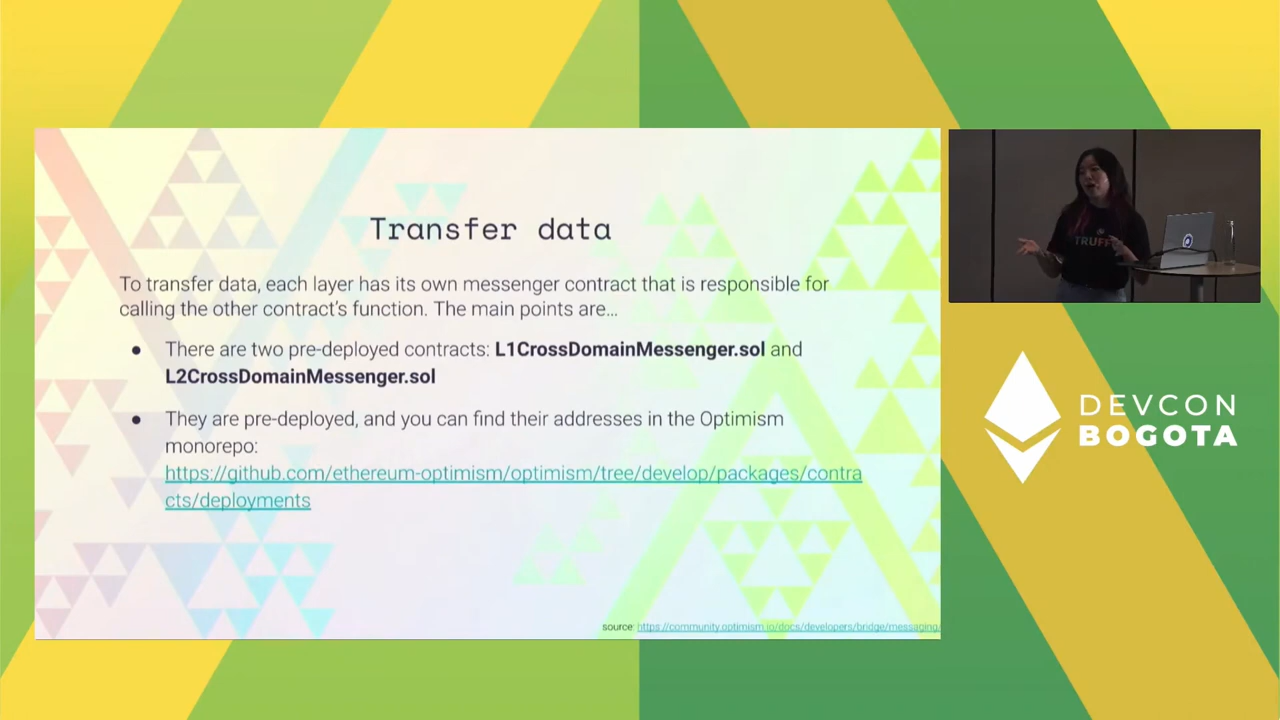 Transfer data
To transfer data, each layer has its own messenger contract that is responsible for
calling the other contract's function. The main points are...
● There are two pre-deployed contracts: L1CrossDomainMessenger.sol and
L2CrossDomainMessenger.sol
● They are pre-deployed, and you can find their addresses in the Optimism
monorepo:
https://github.com/ethereum-optimism/optimism/tree/develop/packages/contra
cts/deployments
source: https://community.optimism.io/docs/developers/bridge/messaging/
TRUFF
DEVCON
BOGOTA